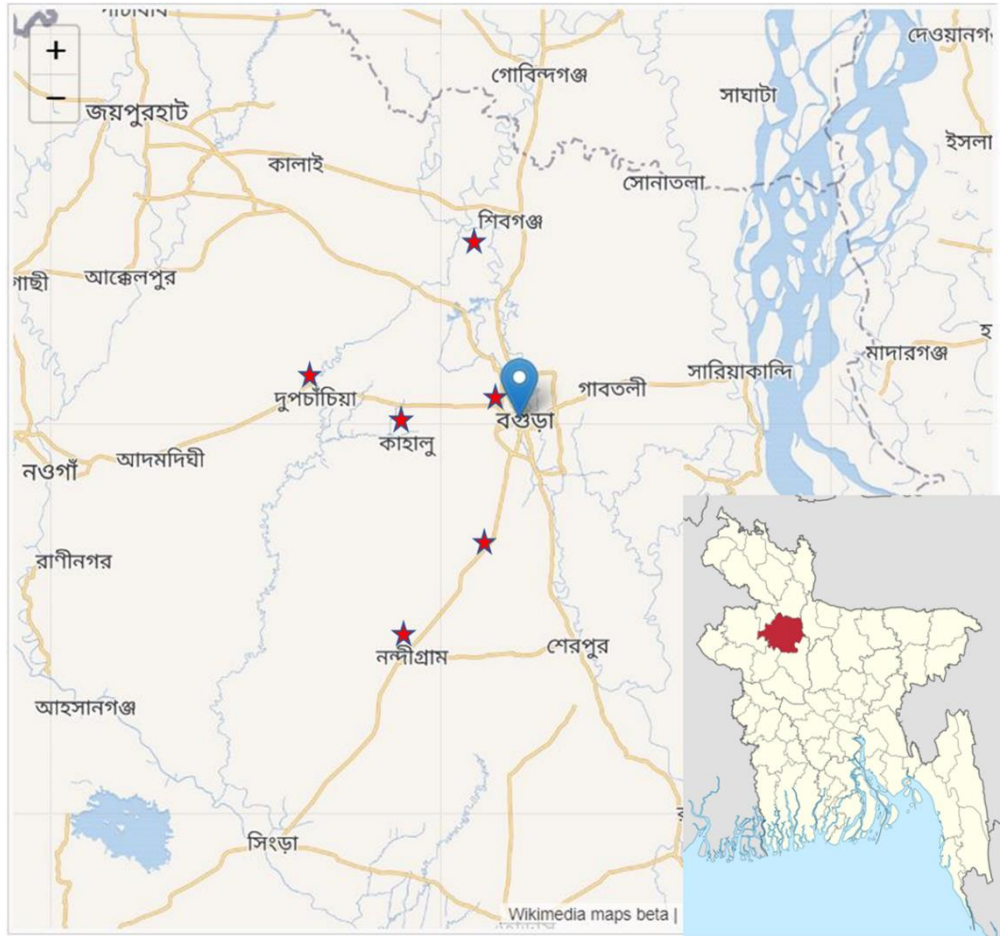 +
−
দেওয়ানগ
গোবিন্দগঞ্জ
সাঘাটা
জয়পুরহাট
ইসলা
কালাই
সোনাতলা
শিবগঞ্জ
আক্কেলপুর
গাছী
মাদারগঞ্জ
সারিয়াকান্দি
গাবতলী
দুপচাঁচিয়া
বগুড়া
কাহালু
আদমদিঘী
নওগাঁ
রাণীনগর
শেরপুর
নন্দীগ্রাম
আহসানগঞ্জ
সিংড়া
Wikimedia maps beta |